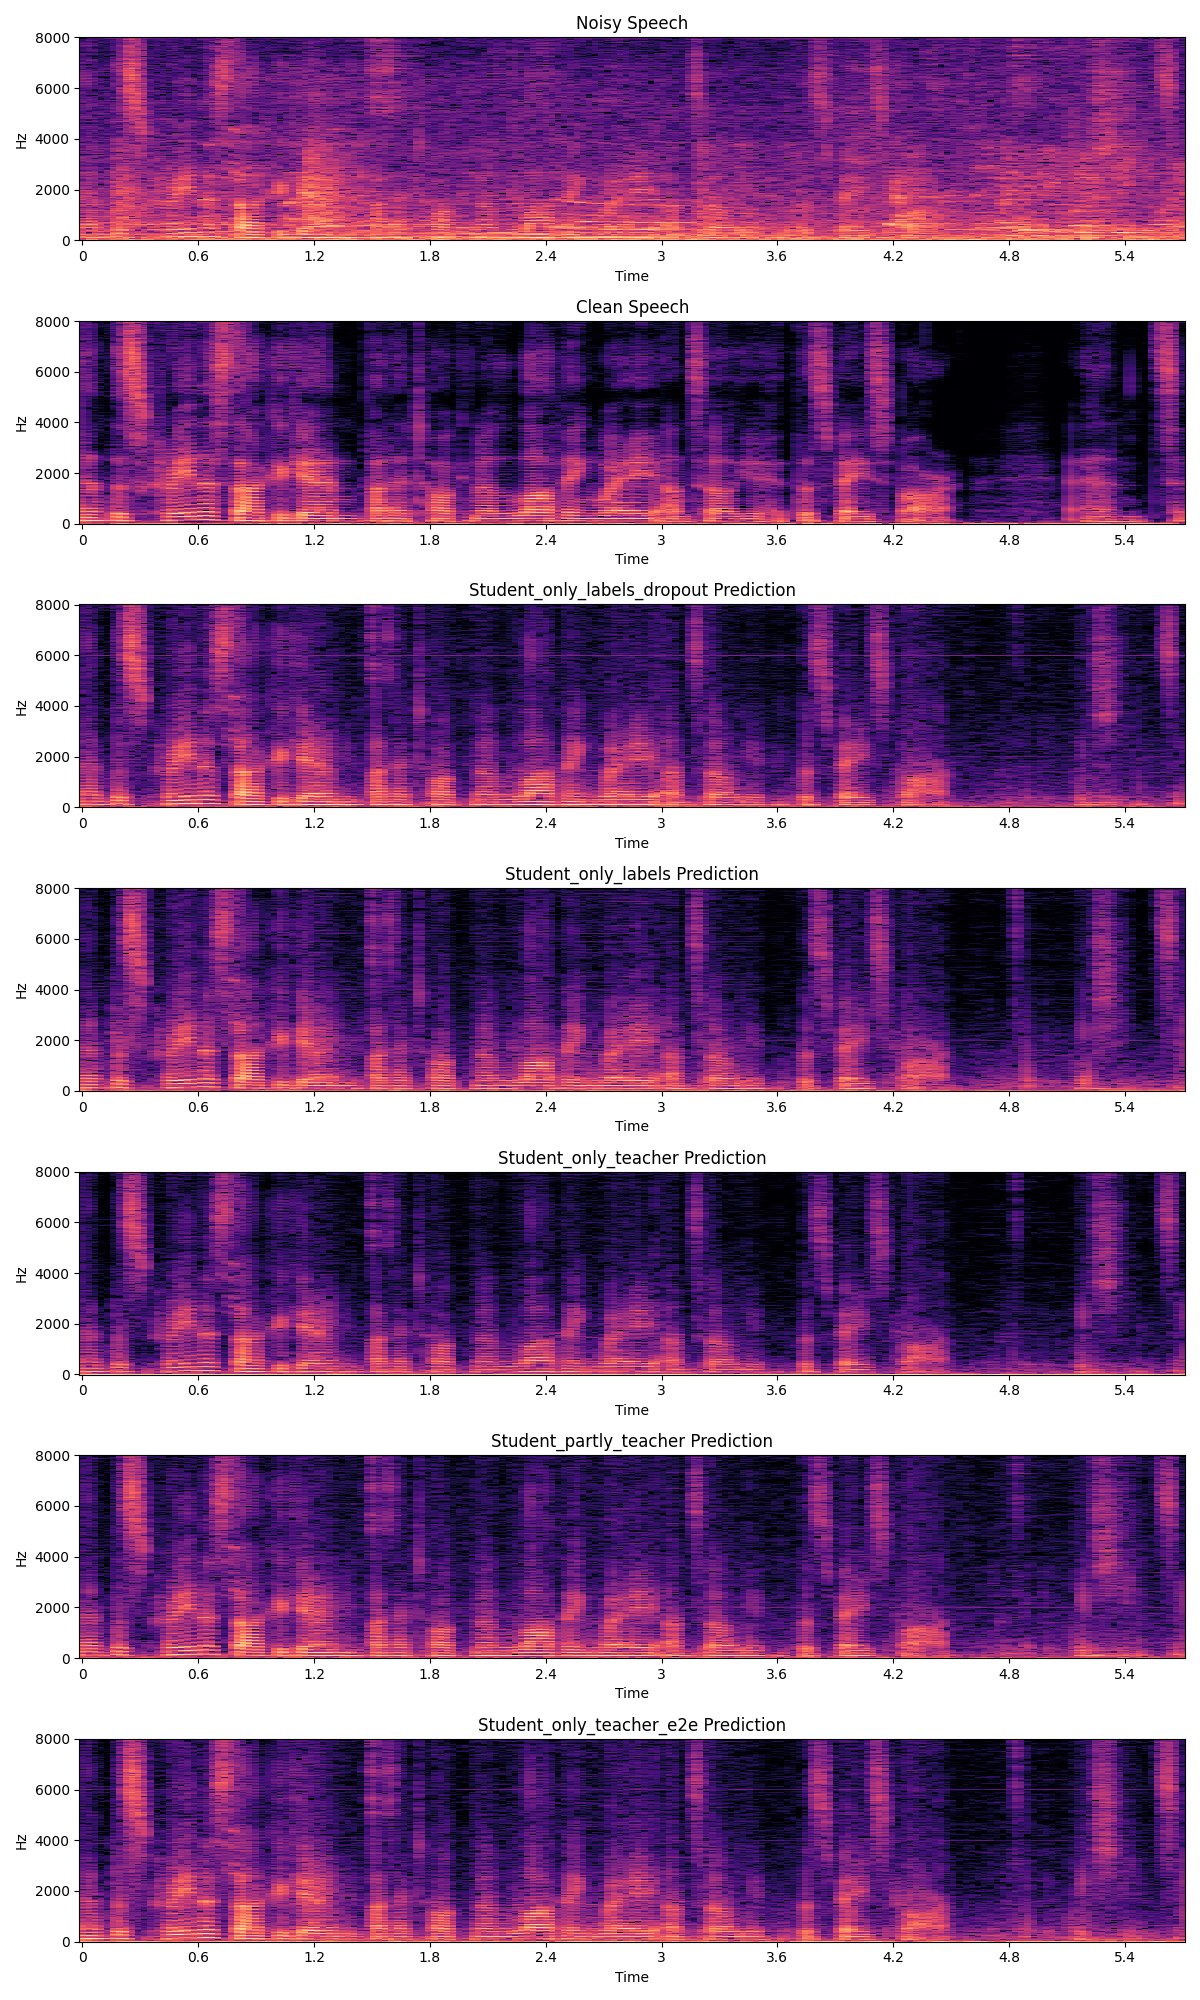 Noisy Speech
8000
6000
4000
2000
0
Hz
0 0.6 1.2 1.8 2.4 3 3.6 4.2 4.8 5.4
Time
Clean Speech
8000
6000
4000
2000
0
Hz
0 0.6 1.2 1.8 2.4 3 3.6 4.2 4.8 5.4
Time
Student_only_labels_dropout Prediction
8000
6000
4000
2000
0
Hz
0 0.6 1.2 1.8 2.4 3 3.6 4.2 4.8 5.4
Time
Student_only_labels Prediction
8000
6000
4000
2000
0
Hz
0 0.6 1.2 1.8 2.4 3 3.6 4.2 4.8 5.4
Time
Student_only_teacher Prediction
8000
6000
4000
2000
0
Hz
0 0.6 1.2 1.8 2.4 3 3.6 4.2 4.8 5.4
Time
Student_partly_teacher Prediction
8000
6000
4000
2000
0
Hz
0 0.6 1.2 1.8 2.4 3 3.6 4.2 4.8 5.4
Time
Student_only_teacher_e2e Prediction
8000
6000
4000
2000
0
Hz
0 0.6 1.2 1.8 2.4 3 3.6 4.2 4.8 5.4
Time